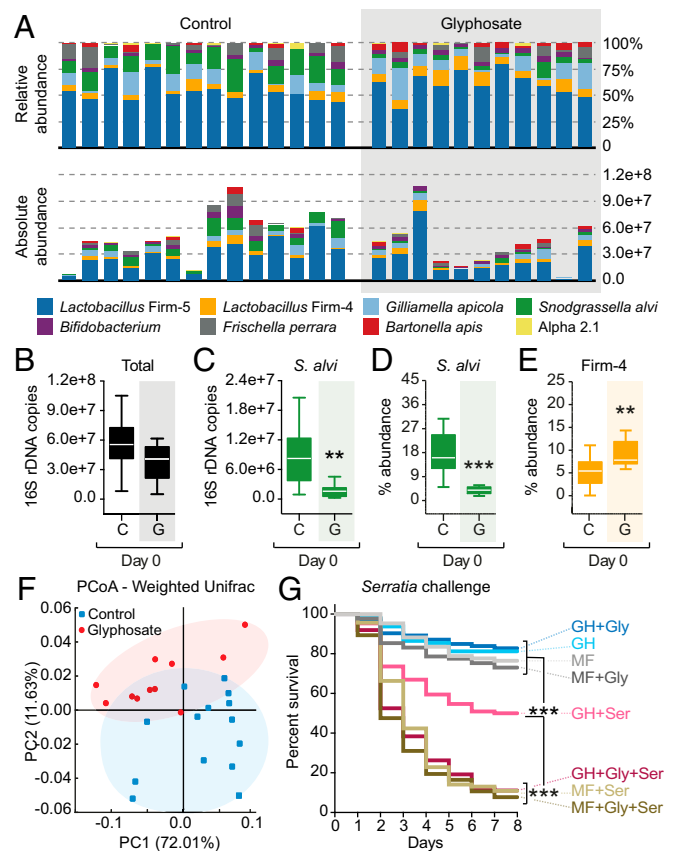 A
Control
Glyphosate
Relative abundance
100%
75%
50%
25%
0
Absolute abundance
1.2e+8
9.0e+7
6.0e+7
3.0e+7
0.0
Lactobacillus Firm-5
Lactobacillus Firm-4
Gilliamella apicola
Snodgrassella alvi
Bifidobacterium
Frischella perrara
Bartonella apis
Alpha 2.1
B
Total
16S rDNA copies
1.2e+8
9.0e+7
6.0e+7
3.0e+7
0.0
C
G
Day 0
C
S. alvi
16S rDNA copies
2.4e+7
1.8e+7
1.2e+7
6.0e+6
0.0
**
C
G
Day 0
D
S. alvi
% abundance
45
30
15
0
***
C
G
Day 0
E
Firm-4
% abundance
25
20
15
10
5
0
**
C
G
Day 0
F
PCoA - Weighted Unifrac
Control
Glyphosate
PC2 (11.63%)
0.06
0.04
0.02
0.00
-0.02
-0.04
-0.06
-0.1
0.0
0.1
PC1 (72.01%)
G
Serratia challenge
Percent survival
100
80
60
40
20
0
0 1 2 3 4 5 6 7 8
Days
GH+Gly
GH
MF
MF+Gly
***
GH+Ser
***
GH+Gly+Ser
MF+Ser
MF+Gly+Ser